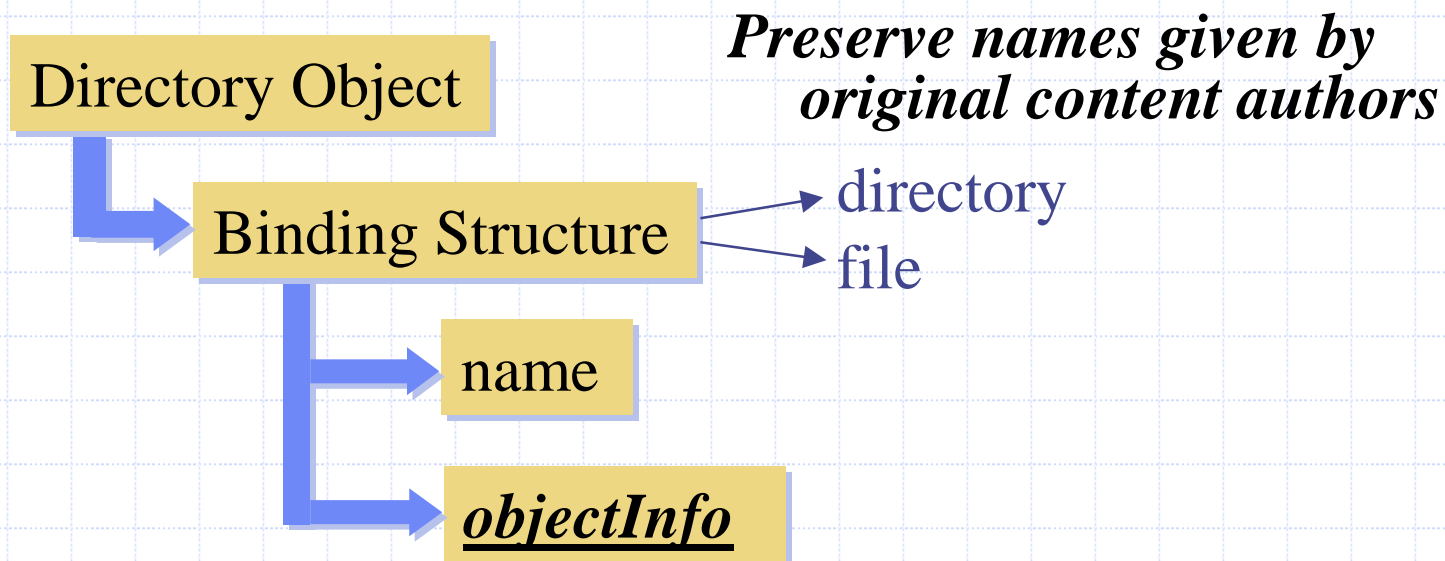 Preserve names given by
original content authors
Directory Object
Binding Structure
directory
file
name
objectInfo